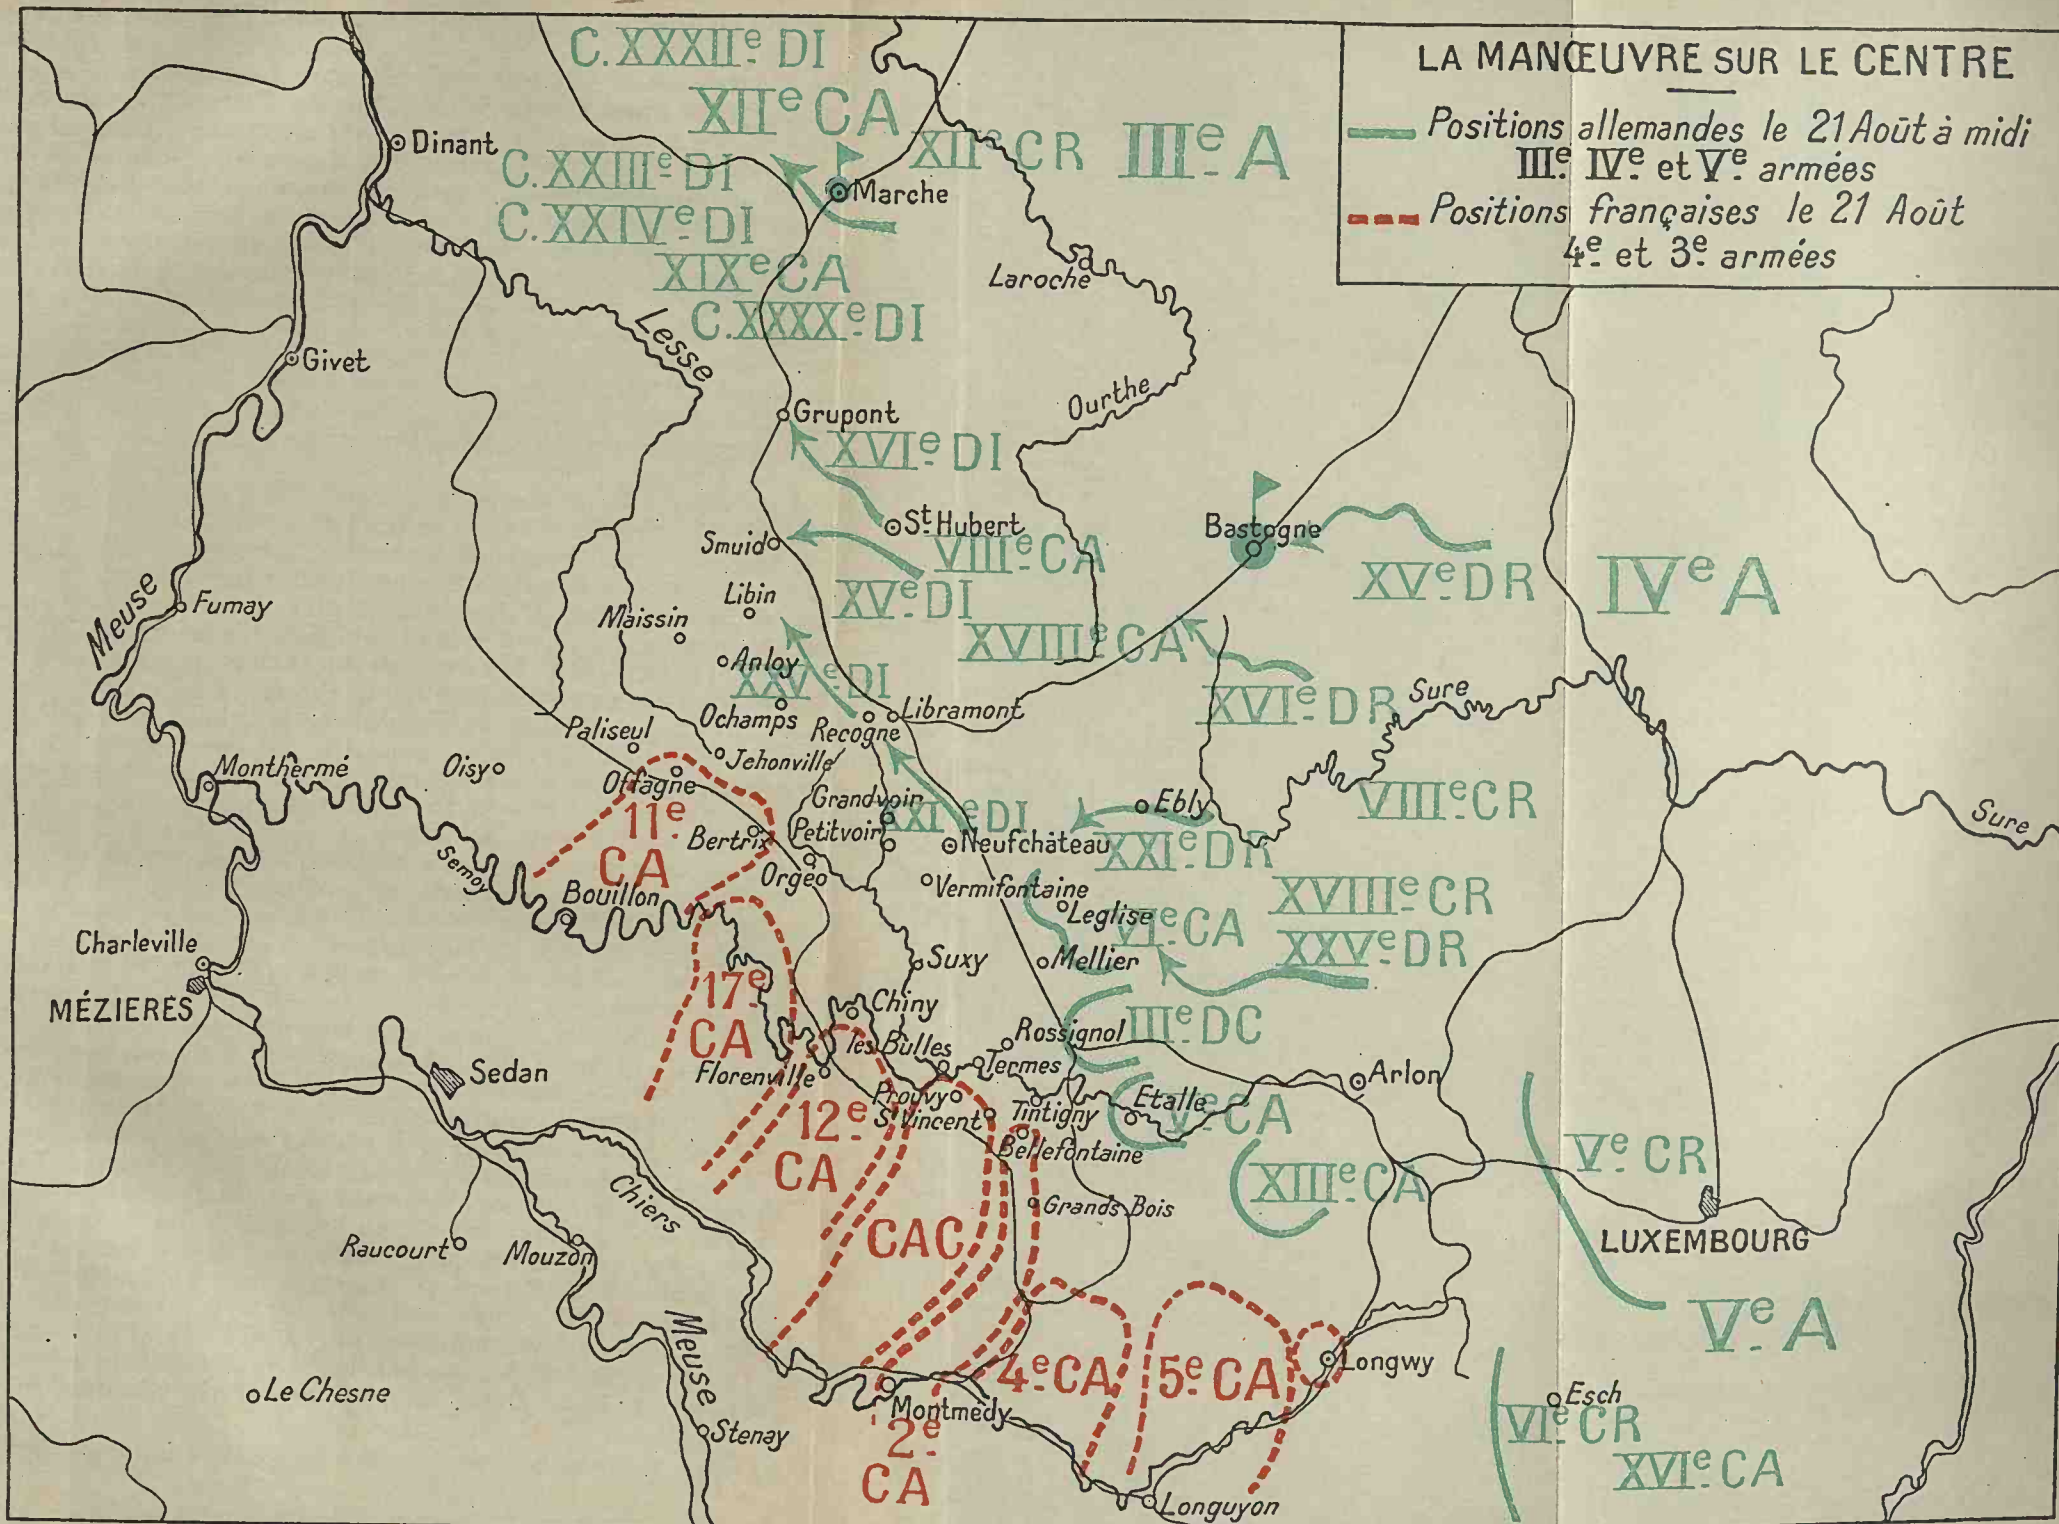 LA MANŒUVRE SUR LE CENTRE
Positions allemandes le 21 Août à midi
IIIe. IVe. et Ve. armées
Positions françaises le 21 Août
4e. et 3e. armées
C.XXXIIe. DI
XIIe CA
XIIe CR
IIIe. A
Dinant
C.XXIIIe. DI
Marche
C.XXIVe. DI
XIXe. CA
Laroche
C.XXXXe. DI
Lesse
Givet
Ourthe
Grupont
XVIe. DI
St. Hubert
Bastogne
Smuid
VIIIe. CA
XVe. DR
IVe A
Meuse
Fumay
Libin
XVe. DI
Maissin
XVIIIe. CA
Anloy
XXVe. DI
Sure
XVIe. DR
Ochamps
Recogne
Libramont
Paliseul
Jehonville
Monthermé
Oisy
Offagne
Grandvoir
Ebly
VIIIe. CR
11e.
CA
Bertrix
Petitvoir
XXIe. DI
Neufchâteau
XXIe. DR
Sure
Semoy
Orgeo
Vermifontaine
Bouillon
Leglise
XVIIIe. CR
VIe. CA
Charleville
XXVe. DR
Suxy
Mellier
MÉZIERES
17e.
CA
Chiny
Rossignol
IIIe. DC
les Bulles
Termes
Sedan
Florenville
Arlon
Prouvy
Tintigny
Etalle
Ve. CA
12e.
CA
St Vincent
Bellefontaine
XIIIe. CA
Ve. CR
Chiers
Grands Bois
CAC
Raucourt
Mouzon
LUXEMBOURG
Ve. A
Meuse
4e. CA
5e. CA
Longwy
Le Chesne
Montmédy
Esch
Stenay
2e.
CA
VIe. CR
XVIe. CA
Longuyon